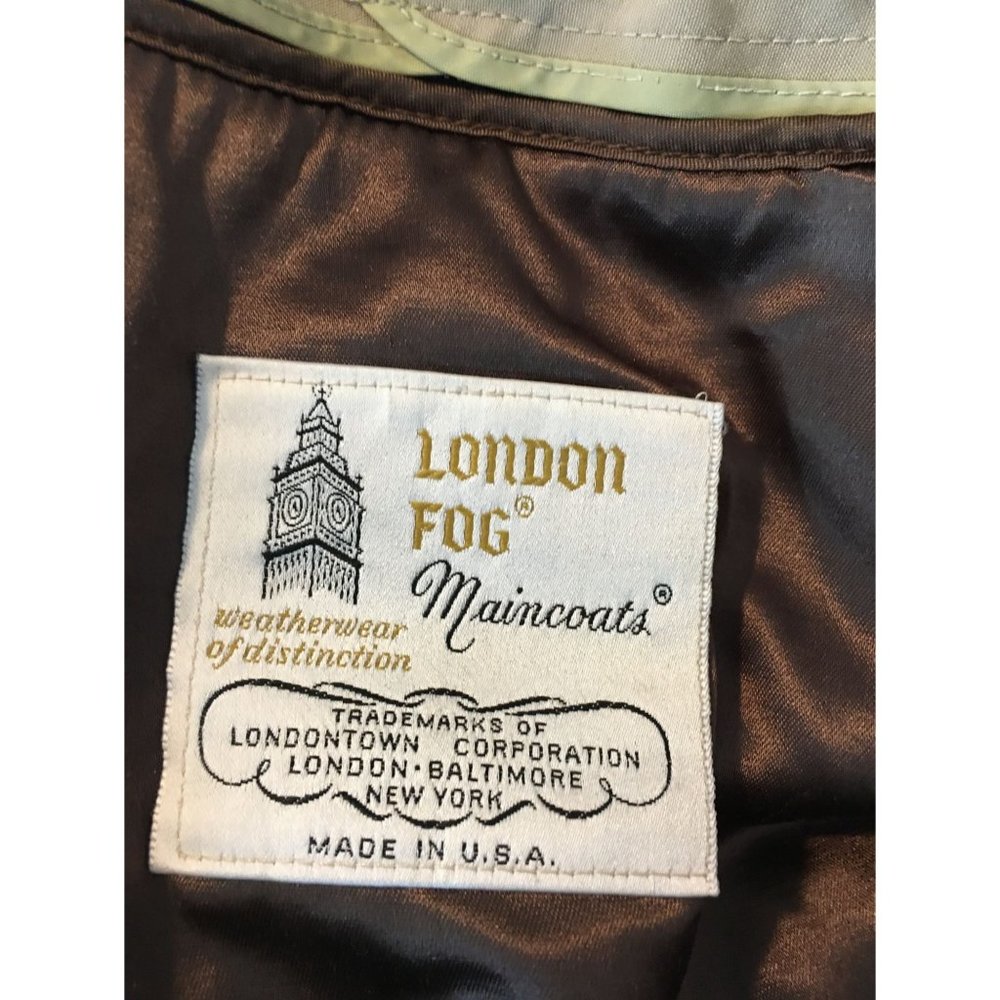 LONDON
FOG®
Maincoats®
weatherwear
of distinction
TRADEMARKS OF
LONDONTOWN CORPORATION
LONDON·BALTIMORE
NEW YORK
MADE IN U.S.A.